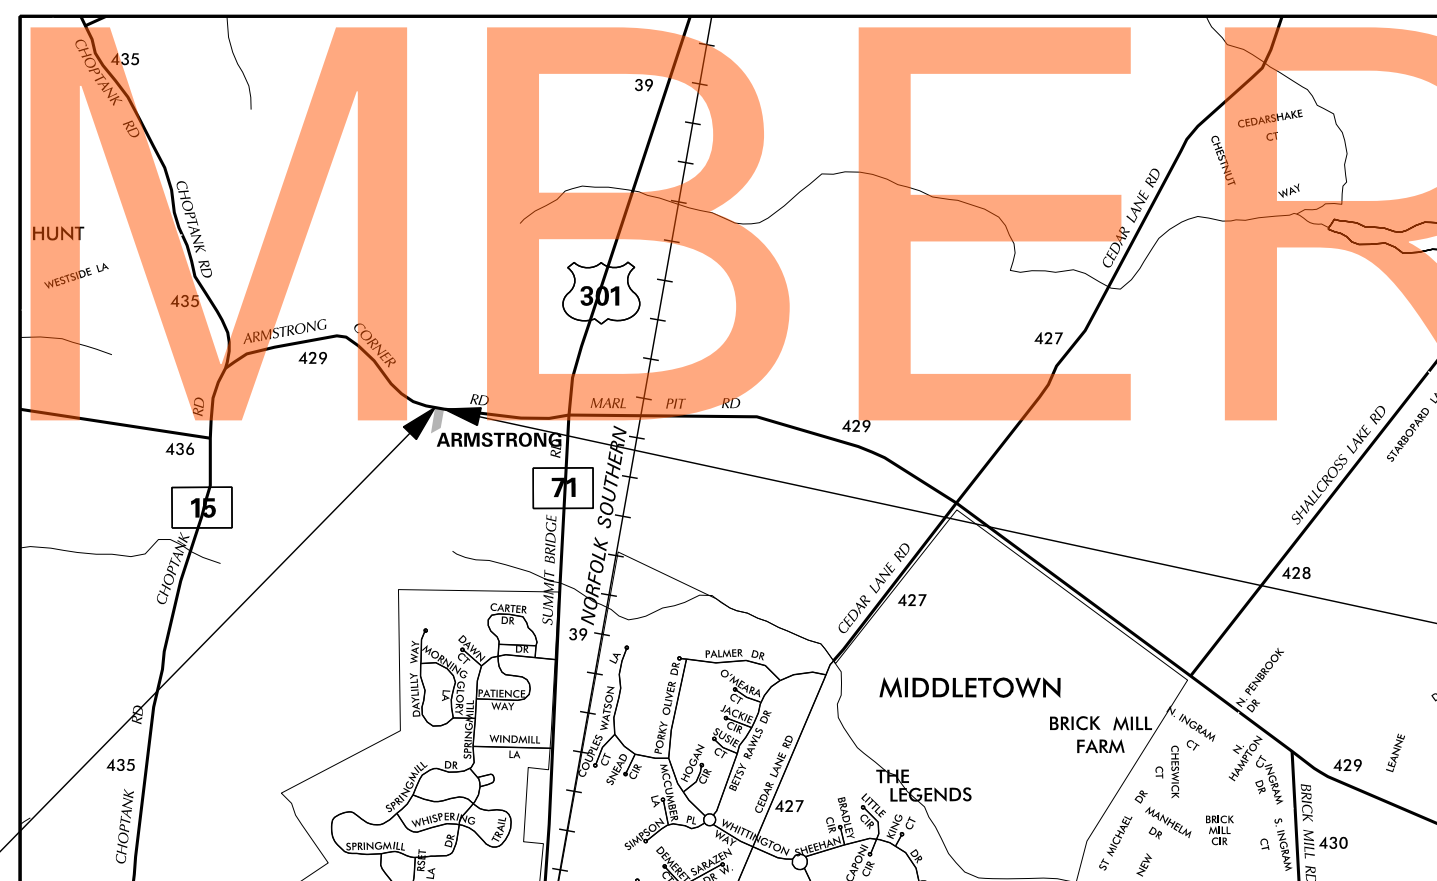 MBER
435
CHOPTANK RD
39
CEDARSHAKE
CT
CHESTNUT
WAY
CEDAR LANE RD
CHOPTANK RD
HUNT
WESTSIDE LA
435
301
ARMSTRONG CORNER RD
429
427
MARL PIT RD
429
RD
436
ARMSTRONG
RD
71
15
NORFOLK SOUTHERN
SHALLCROSS LAKE RD
428
CHOPTANK
RD
SUMMIT BRIDGE
39
CEDAR LANE RD
427
CARTER
DR
DR
DAWN
CT
DAYLILLY WAY
MORNING GLORY
LA
PATIENCE
WAY
SPRINGMILL
WINDMILL
LA
LA
COUPLES WATSON
CT
SNEAD
CIR
PALMER DR
PORKY OLIVER DR
O'MEARA
CT
JACKIE
CIR
SUSIE
CT
HOGAN
CIR
BETSY RAWLS DR
CEDAR LANE RD
427
MIDDLETOWN
BRICK MILL
FARM
THE
LEGENDS
N. PENBROOK
DR
N. INGRAM
CT
N.
HAMPTON
CT
INGRAM
DR
CHESWICK
CT
LEANNE
429
435
CHOPTANK
SPRINGMILL
DR
WHISPERING
TRAIL
SPRINGMILL
DR
RSET
LA
MCCUMBER
LA
SIMPSON
PL
WHITTINGTON
WAY
DEMERET
CT
SARAZEN
DR W.
SHEEHAN
BRADLEY
CIR
LITTLE
CIR
KING
CT
CAPONI
CIR
DR
DR
ST MICHAEL
MANHELM
DR
NEW
BRICK
MILL
CIR
S. INGRAM
CT
BRICK MILL RD
430